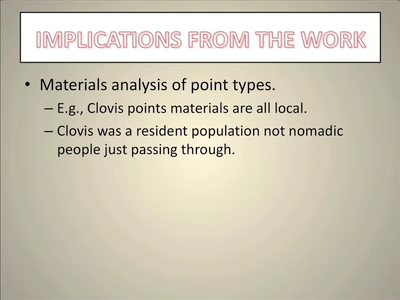 IMPLICATIONS FROM THE WORK
• Materials analysis of point types.
– E.g., Clovis points materials are all local.
– Clovis was a resident population not nomadic
people just passing through.